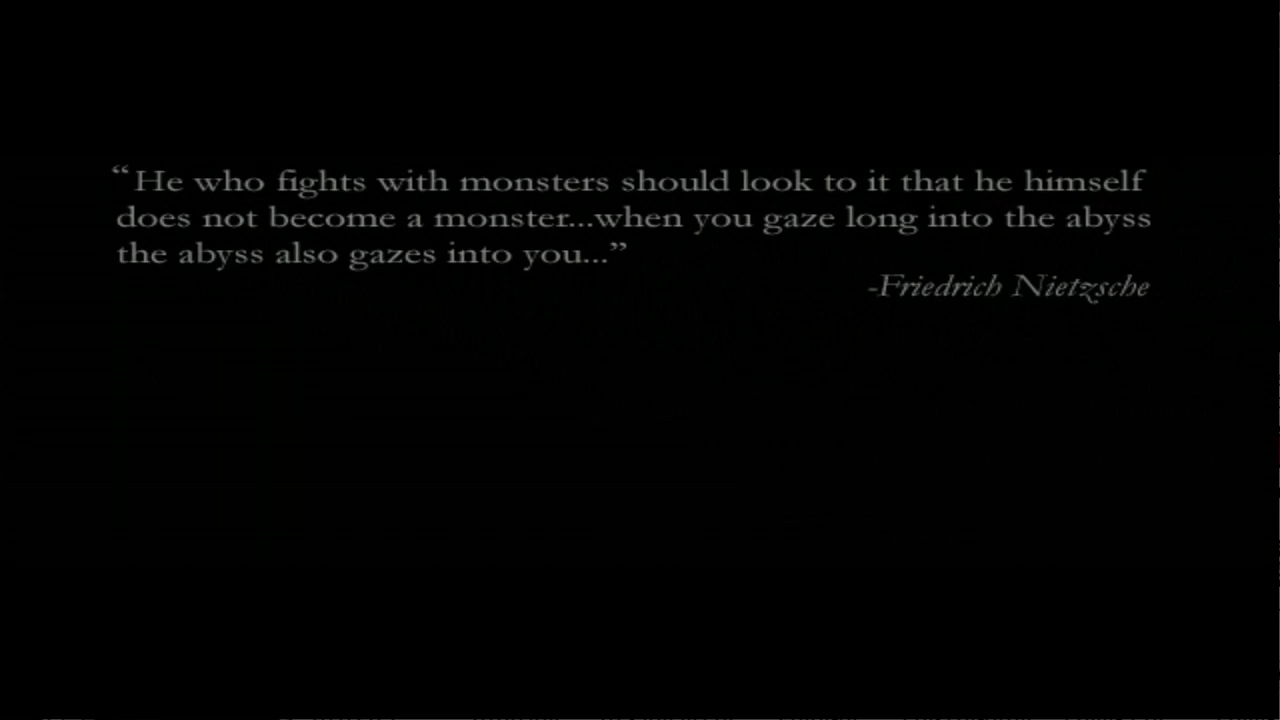 “He who fights with monsters should look to it that he himself
does not become a monster...when you gaze long into the abyss
the abyss also gazes into you...”
-Friedrich Nietzsche